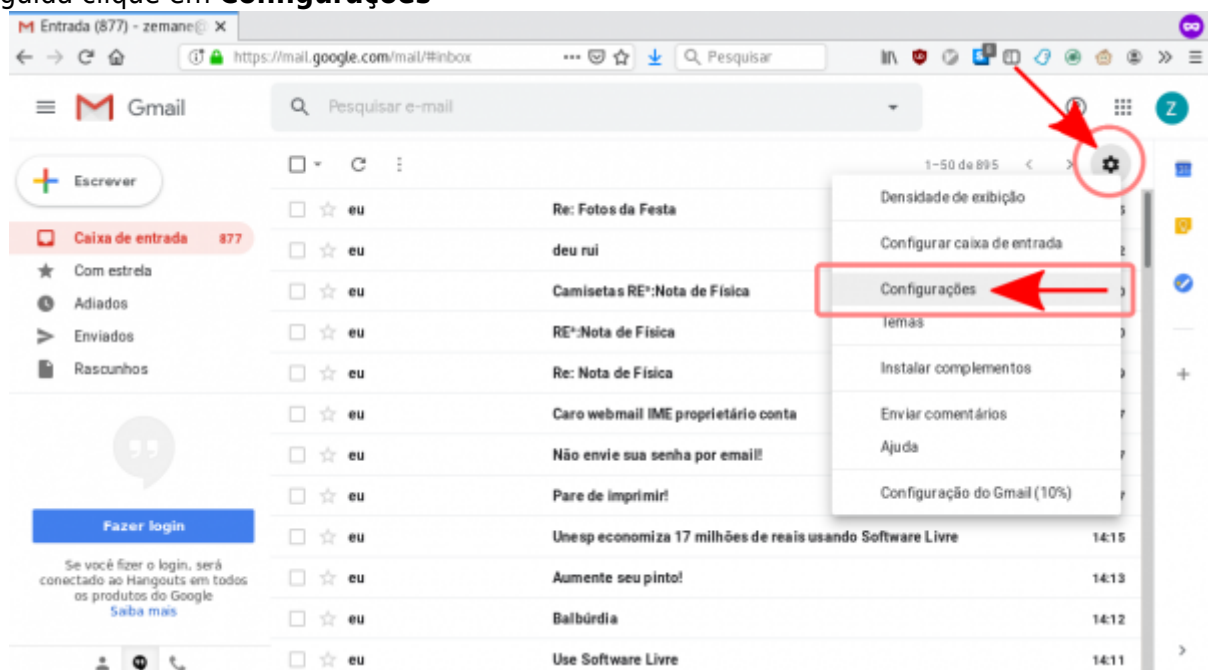 guida clique em Configurações
Entrada (877) - zemane@
https://mail.google.com/mail/#inbox
Pesquisar
Gmail
Pesquisar e-mail
Z
Escrever
1-50 de 895
Densidade de exibição
Configurar caixa de entrada
Configurações
Temas
Instalar complementos
Enviar comentários
Ajuda
Configuração do Gmail (10%)
Caixa de entrada 877
Com estrela
Adiados
Enviados
Rascunhos
eu Re: Fotos da Festa
eu deu rui
eu Camisetas RE³:Nota de Física
eu RE²:Nota de Física
eu Re: Nota de Física
eu Caro webmail IME proprietário conta
eu Não envie sua senha por email!
eu Pare de imprimir!
eu Unesp economiza 17 milhões de reais usando Software Livre 14:15
eu Aumente seu pinto! 14:13
eu Balbúrdia 14:12
eu Use Software Livre 14:11
Fazer login
Se você fizer o login, será
conectado ao Hangouts em todos
os produtos do Google
Saiba mais